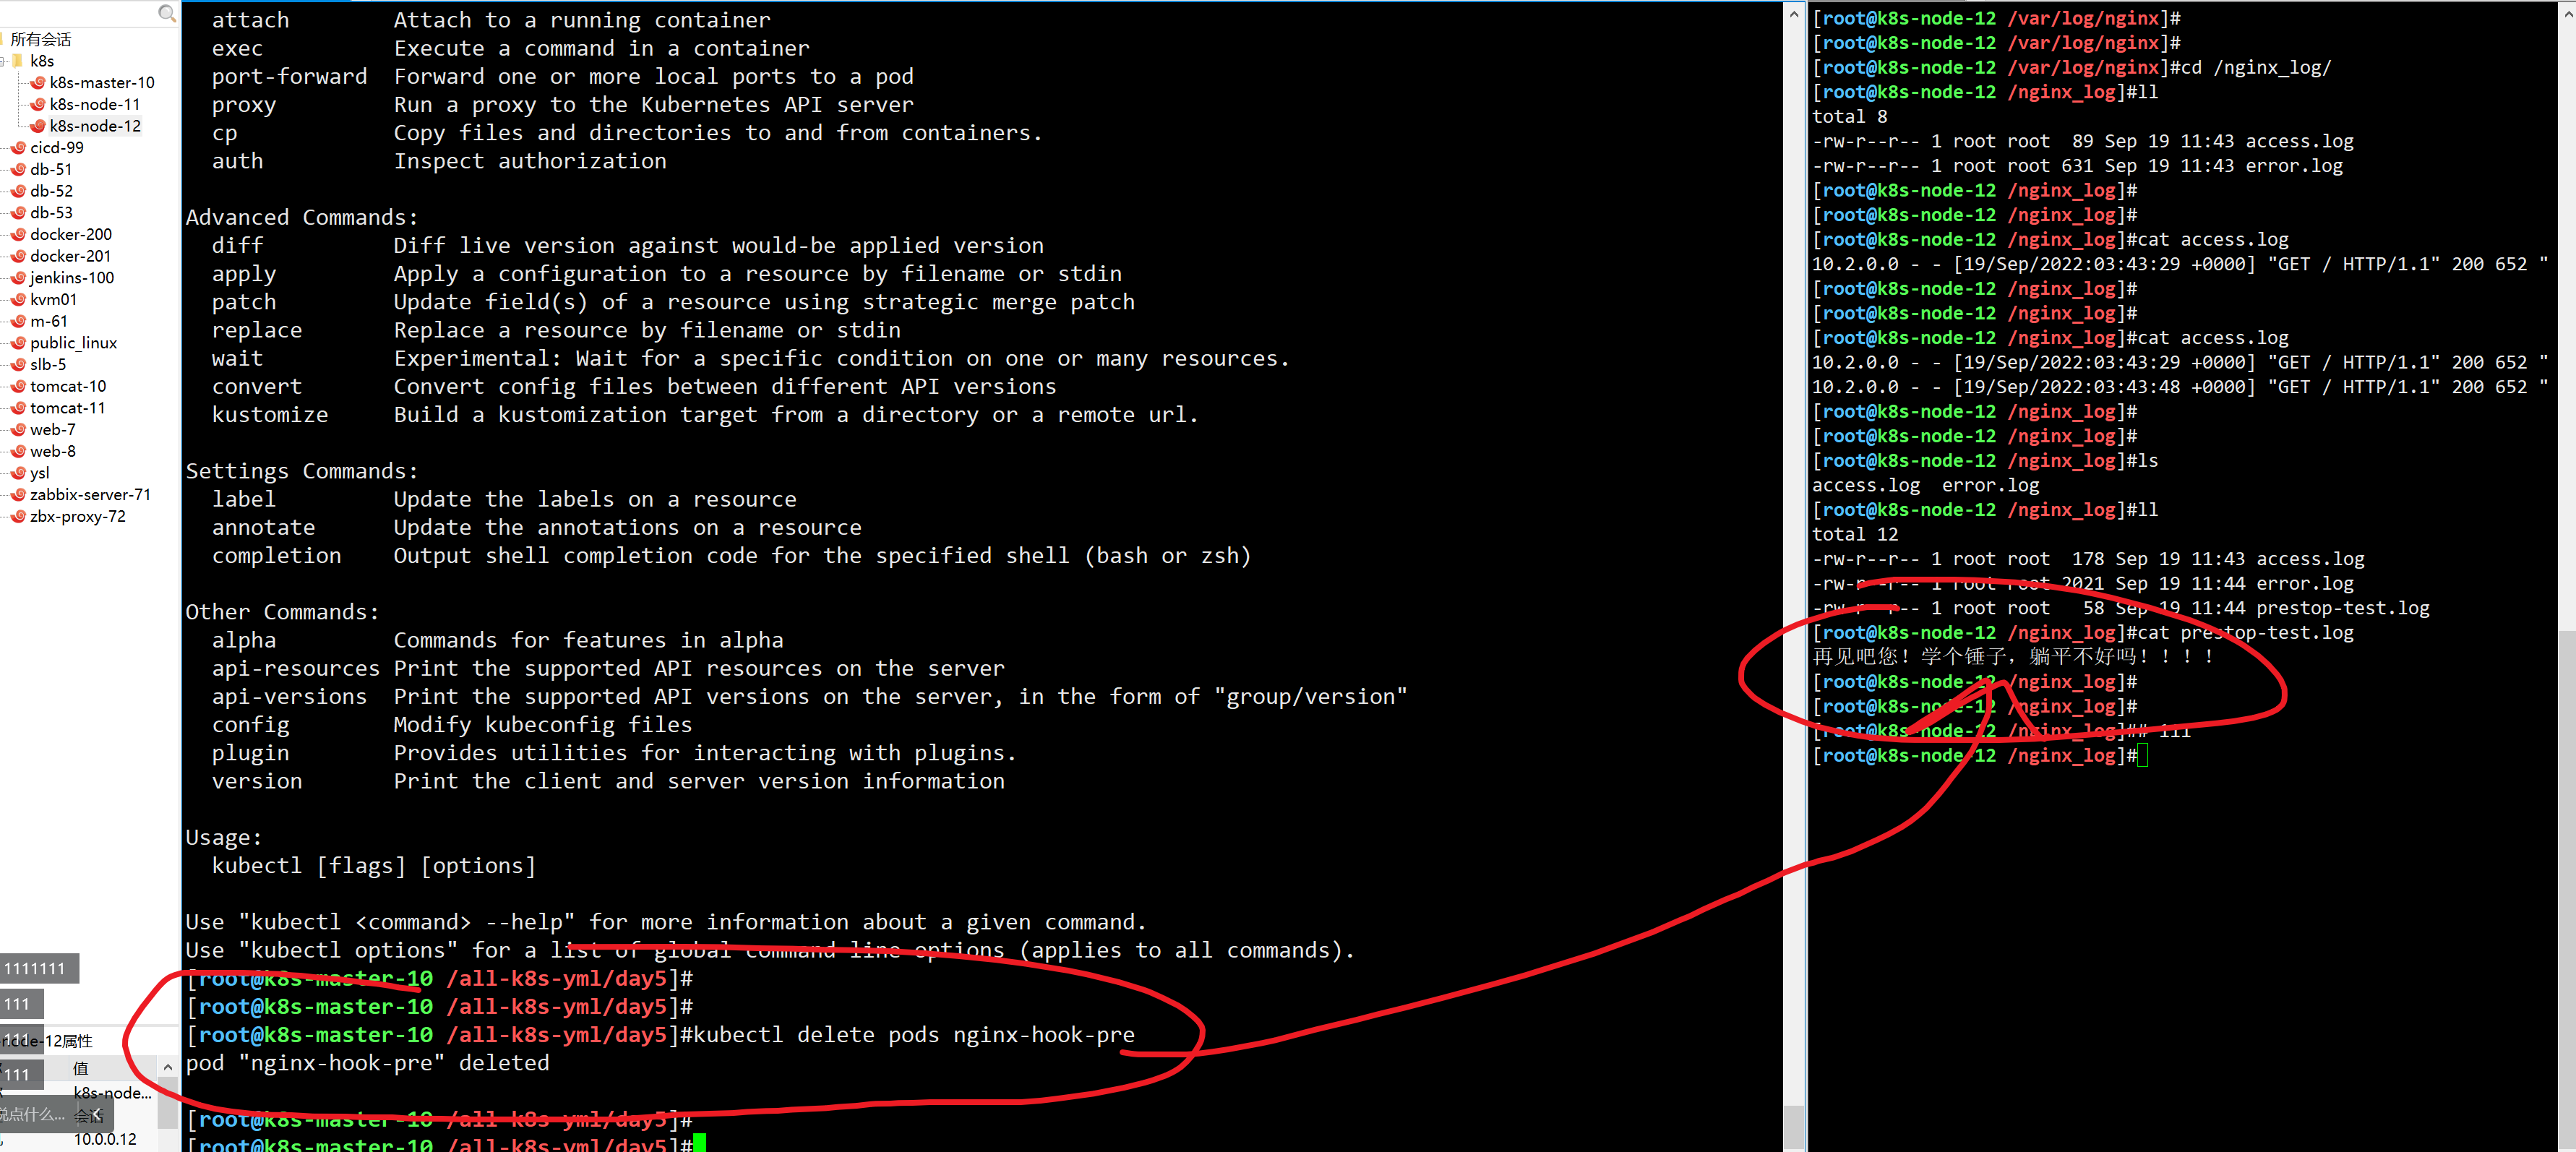 所有会话
k8s
k8s-master-10
k8s-node-11
k8s-node-12
cicd-99
db-51
db-52
db-53
docker-200
docker-201
jenkins-100
kvm01
m-61
public_linux
slb-5
tomcat-10
tomcat-11
web-7
web-8
ysl
zabbix-server-71
zbx-proxy-72
1111111
111
111
-12属性
111
值
k8s-node...
说点什么...
会话
10.0.0.12
attach Attach to a running container
exec Execute a command in a container
port-forward Forward one or more local ports to a pod
proxy Run a proxy to the Kubernetes API server
cp Copy files and directories to and from containers.
auth Inspect authorization
Advanced Commands:
diff Diff live version against would-be applied version
apply Apply a configuration to a resource by filename or stdin
patch Update field(s) of a resource using strategic merge patch
replace Replace a resource by filename or stdin
wait Experimental: Wait for a specific condition on one or many resources.
convert Convert config files between different API versions
kustomize Build a kustomization target from a directory or a remote url.
Settings Commands:
label Update the labels on a resource
annotate Update the annotations on a resource
completion Output shell completion code for the specified shell (bash or zsh)
Other Commands:
alpha Commands for features in alpha
api-resources Print the supported API resources on the server
api-versions Print the supported API versions on the server, in the form of "group/version"
config Modify kubeconfig files
plugin Provides utilities for interacting with plugins.
version Print the client and server version information
Usage:
kubectl [flags] [options]
Use "kubectl <command> --help" for more information about a given command.
Use "kubectl options" for a list of global command-line options (applies to all commands).
[root@k8s-master-10 /all-k8s-yml/day5]#
[root@k8s-master-10 /all-k8s-yml/day5]#
[root@k8s-master-10 /all-k8s-yml/day5]#kubectl delete pods nginx-hook-pre
pod "nginx-hook-pre" deleted
[root@k8s-master-10 /all-k8s-yml/day5]#
[root@k8s-master-10 /all-k8s-yml/day5]#
[root@k8s-node-12 /var/log/nginx]#
[root@k8s-node-12 /var/log/nginx]#
[root@k8s-node-12 /var/log/nginx]#cd /nginx_log/
[root@k8s-node-12 /nginx_log]#ll
total 8
-rw-r--r-- 1 root root 89 Sep 19 11:43 access.log
-rw-r--r-- 1 root root 631 Sep 19 11:43 error.log
[root@k8s-node-12 /nginx_log]#
[root@k8s-node-12 /nginx_log]#
[root@k8s-node-12 /nginx_log]#cat access.log
10.2.0.0 - - [19/Sep/2022:03:43:29 +0000] "GET / HTTP/1.1" 200 652 "
[root@k8s-node-12 /nginx_log]#
[root@k8s-node-12 /nginx_log]#
[root@k8s-node-12 /nginx_log]#cat access.log
10.2.0.0 - - [19/Sep/2022:03:43:29 +0000] "GET / HTTP/1.1" 200 652 "
10.2.0.0 - - [19/Sep/2022:03:43:48 +0000] "GET / HTTP/1.1" 200 652 "
[root@k8s-node-12 /nginx_log]#
[root@k8s-node-12 /nginx_log]#
[root@k8s-node-12 /nginx_log]#ls
access.log error.log
[root@k8s-node-12 /nginx_log]#ll
total 12
-rw-r--r-- 1 root root 178 Sep 19 11:43 access.log
-rw-r--r-- 1 root root 2021 Sep 19 11:44 error.log
-rw-r--r-- 1 root root 58 Sep 19 11:44 prestop-test.log
[root@k8s-node-12 /nginx_log]#cat prestop-test.log
再见吧您！学个锤子，躺平不好吗！！！！
[root@k8s-node-12 /nginx_log]#
[root@k8s-node-12 /nginx_log]#
[root@k8s-node-12 /nginx_log]## 111
[root@k8s-node-12 /nginx_log]#